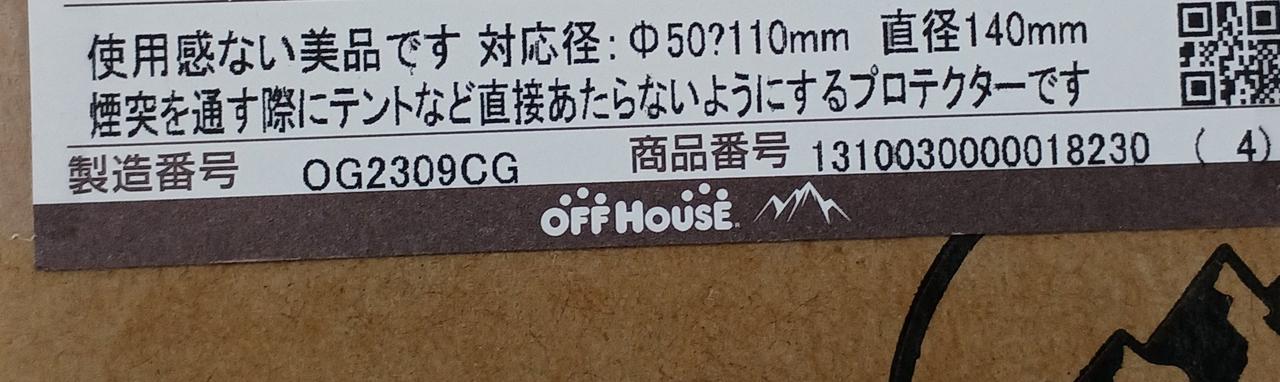 使用感ない美品です 対応径:Φ50?110mm 直径140mm
煙突を通す際にテントなど直接あたらないようにするプロテクターです
製造番号 OG2309CG 商品番号 1310030000018230 (4)
OFF HOUSE